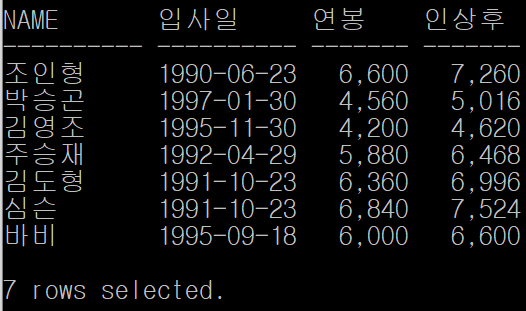 NAME 입사일 연봉 인상후
---------- ---------- ------- -------
조인형 1990-06-23 6,600 7,260
박승곤 1997-01-30 4,560 5,016
김영조 1995-11-30 4,200 4,620
주승재 1992-04-29 5,880 6,468
김도형 1991-10-23 6,360 6,996
심슨 1991-10-23 6,840 7,524
바비 1995-09-18 6,000 6,600
7 rows selected.